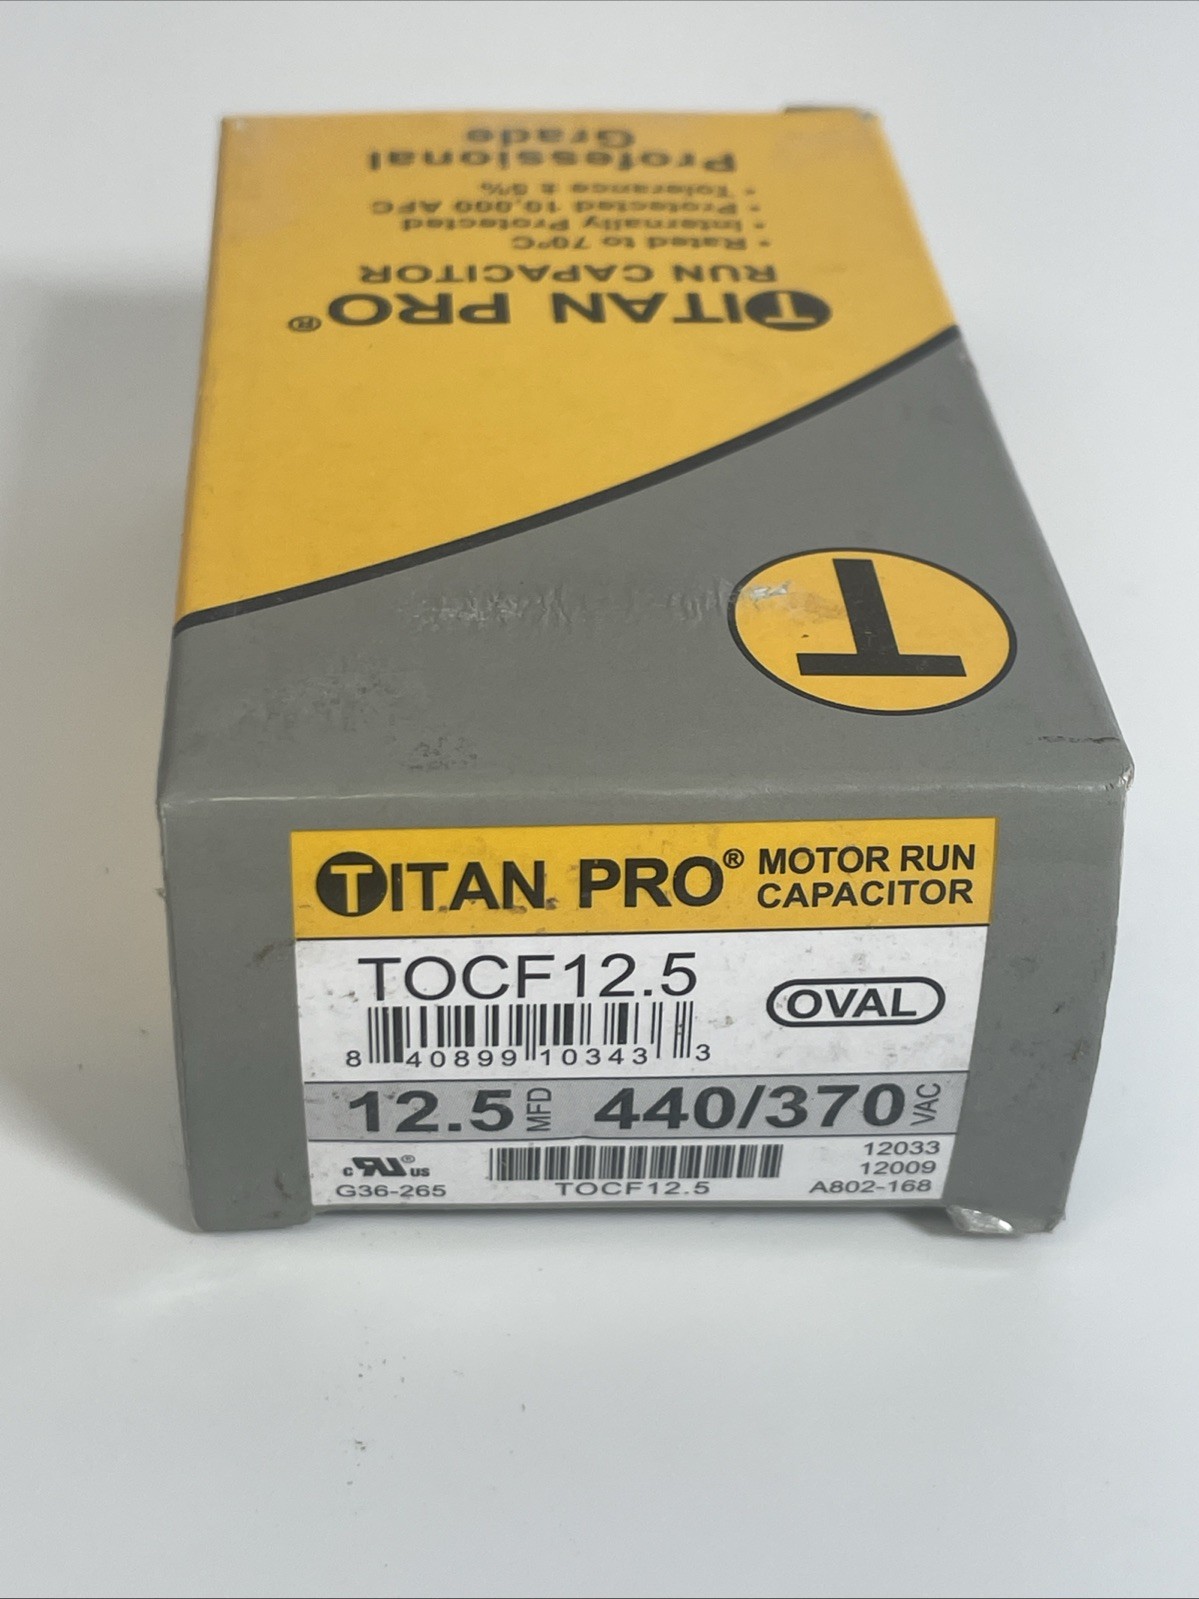 TITAN PRO®
RUN CAPACITOR
• Rated to 70°C
• Internally Protected
• Protected 10,000 AFC
• Tolerance ± 5%
Professional
Grade
T
TITAN PRO® MOTOR RUN
CAPACITOR
TOCF12.5
OVAL
8 40899 10343 3
12.5 MFD 440/370 VAC
c RU® us
G36-265
TOCF12.5
12033
12009
A802-168